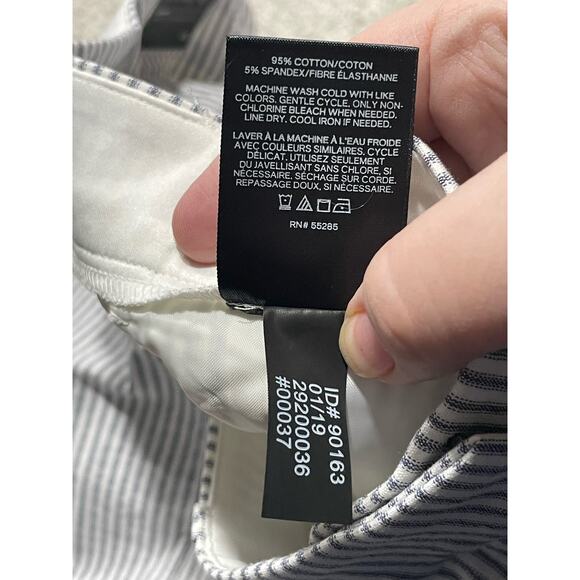 95% COTTON/COTON
5% SPANDEX/FIBRE ÉLASTHANNE
MACHINE WASH COLD WITH LIKE
COLORS. GENTLE CYCLE, ONLY NON-
CHLORINE BLEACH WHEN NEEDED.
LINE DRY. COOL IRON IF NEEDED.
LAVER À LA MACHINE À L'EAU FROIDE
AVEC COULEURS SIMILAIRES, CYCLE
DÉLICAT. UTILISEZ SEULEMENT
DU JAVELLISANT SANS CHLORE, SI
NÉCESSAIRE. SÉCHAGE SUR CORDE.
REPASSAGE DOUX, SI NÉCESSAIRE.
RN# 55285
ID# 90163
01/19
29200036
#00037